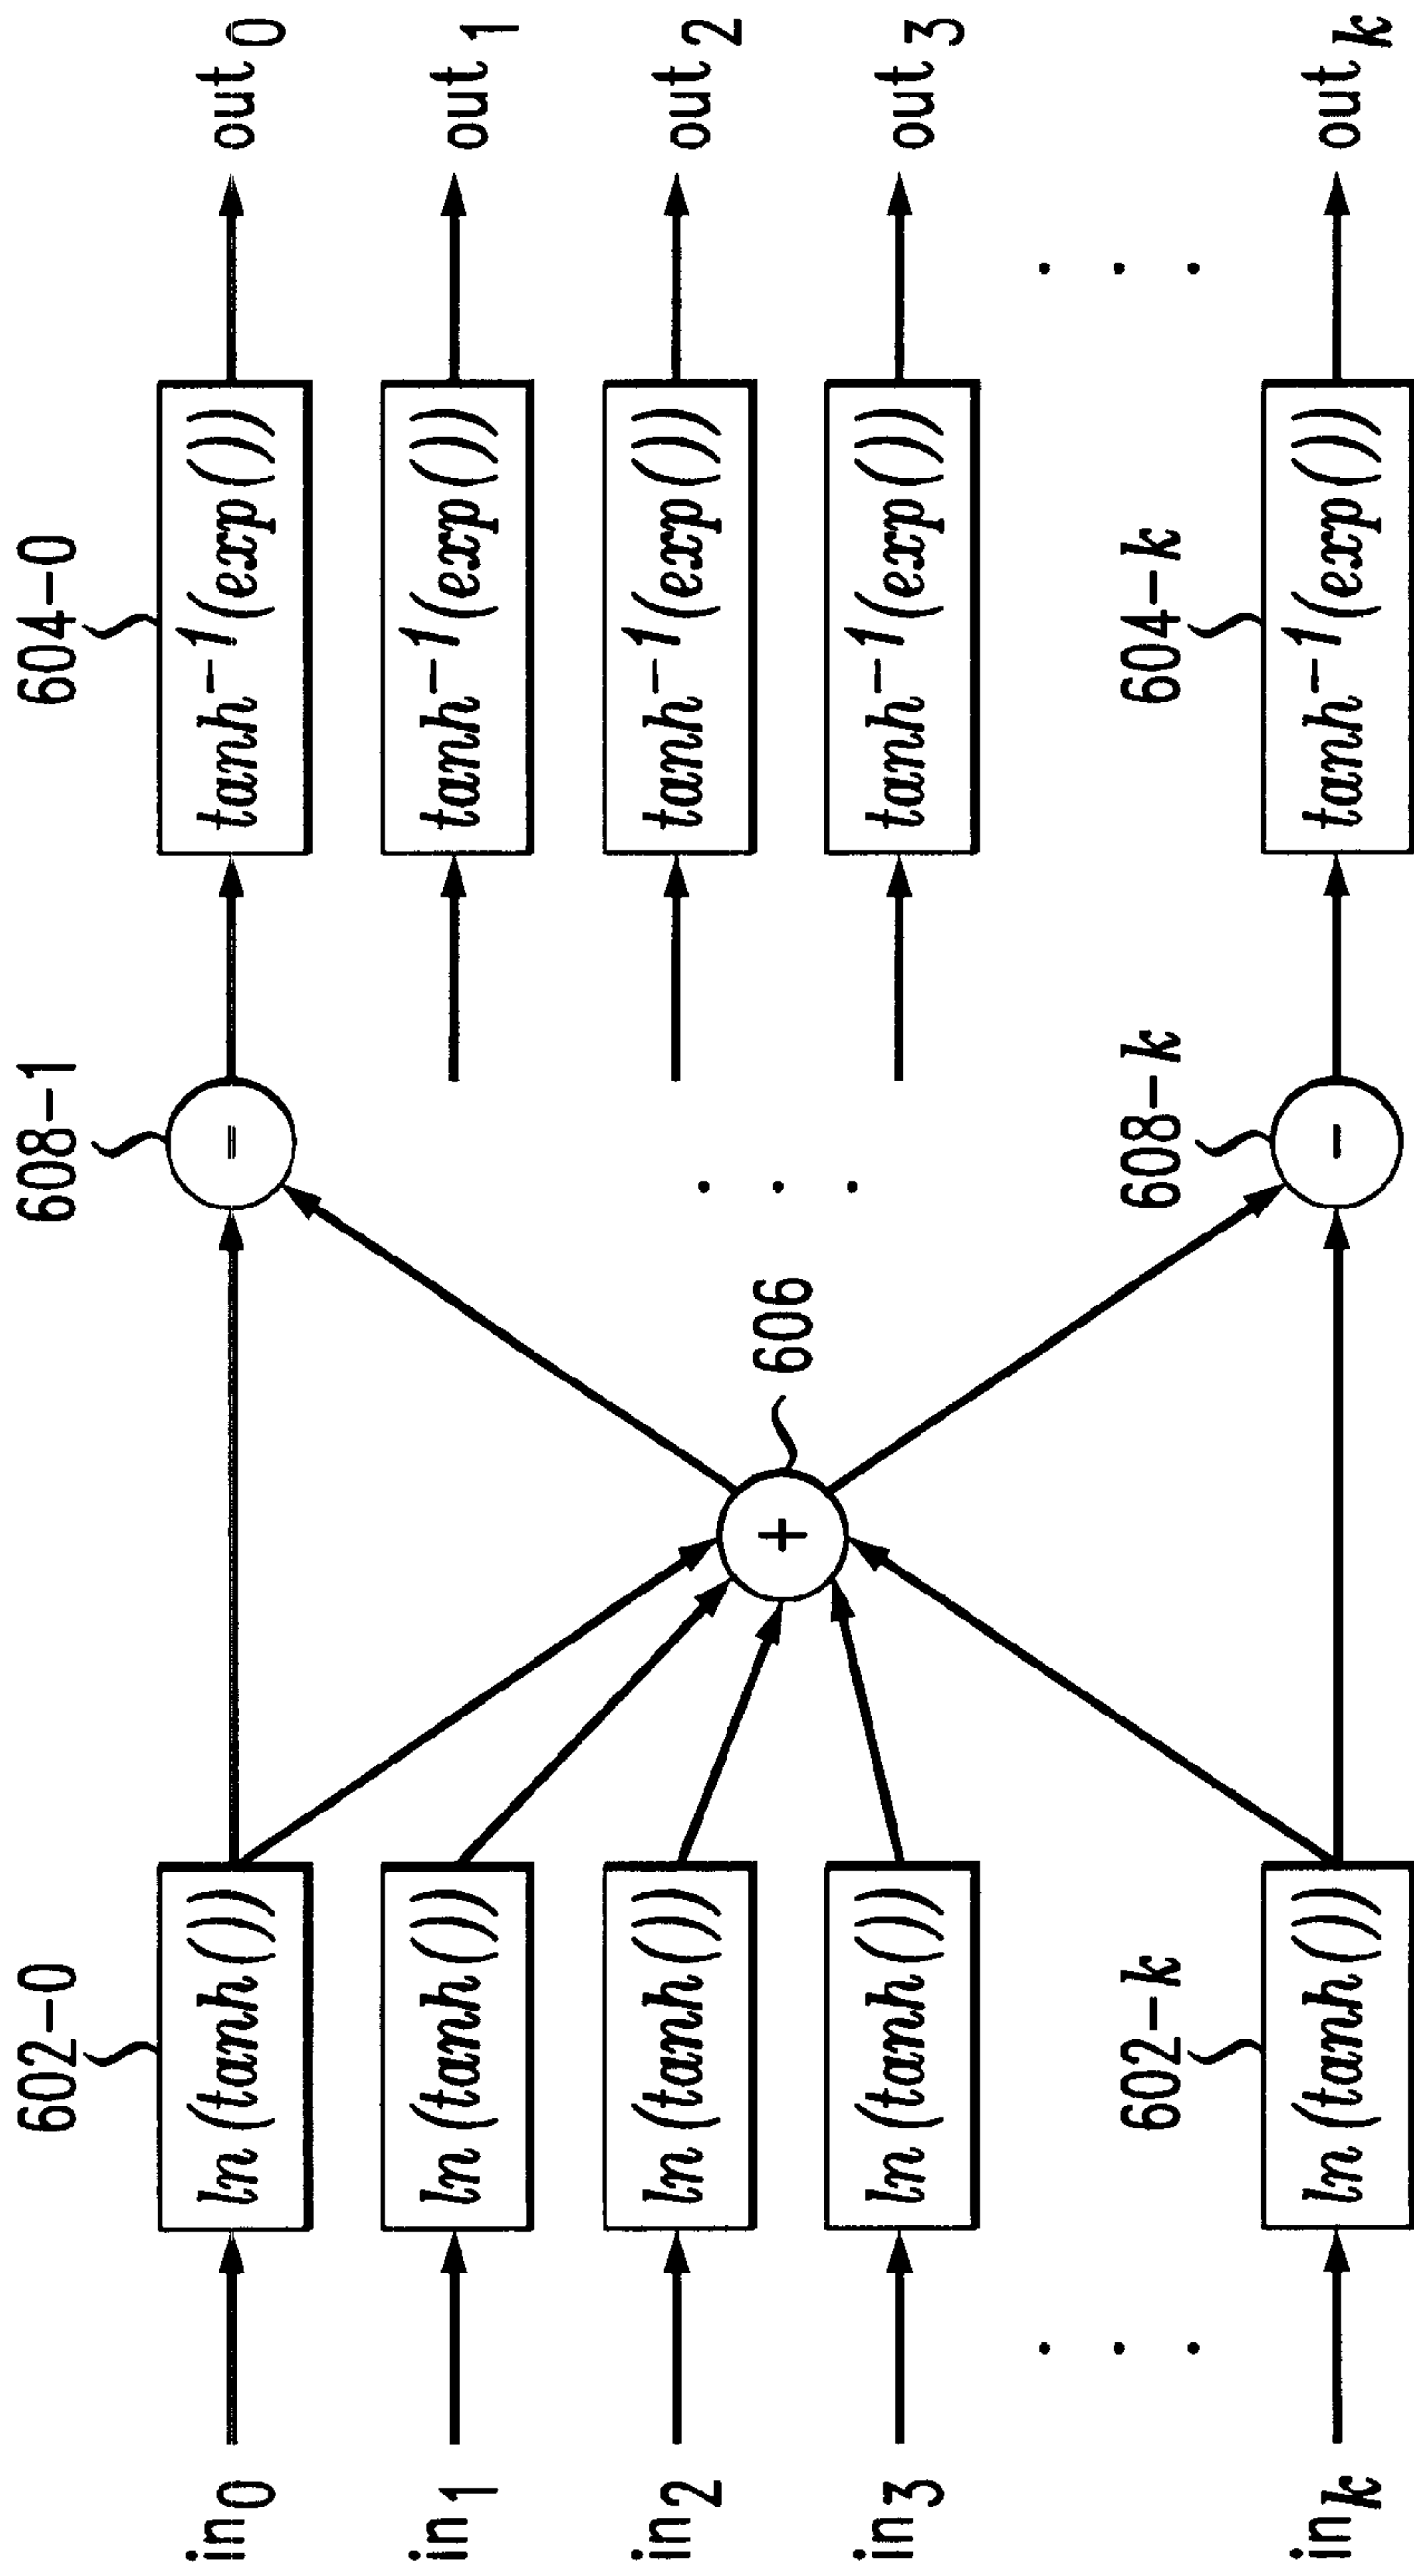 602-0
608-1
604-0
in0
ln(tanh())
-
tanh⁻¹(exp())
out0
in1
ln(tanh())
tanh⁻¹(exp())
out1
in2
ln(tanh())
+
606
tanh⁻¹(exp())
out2
in3
ln(tanh())
tanh⁻¹(exp())
out3
. . .
. . .
. . .
602-k
608-k
604-k
ink
ln(tanh())
-
tanh⁻¹(exp())
outk